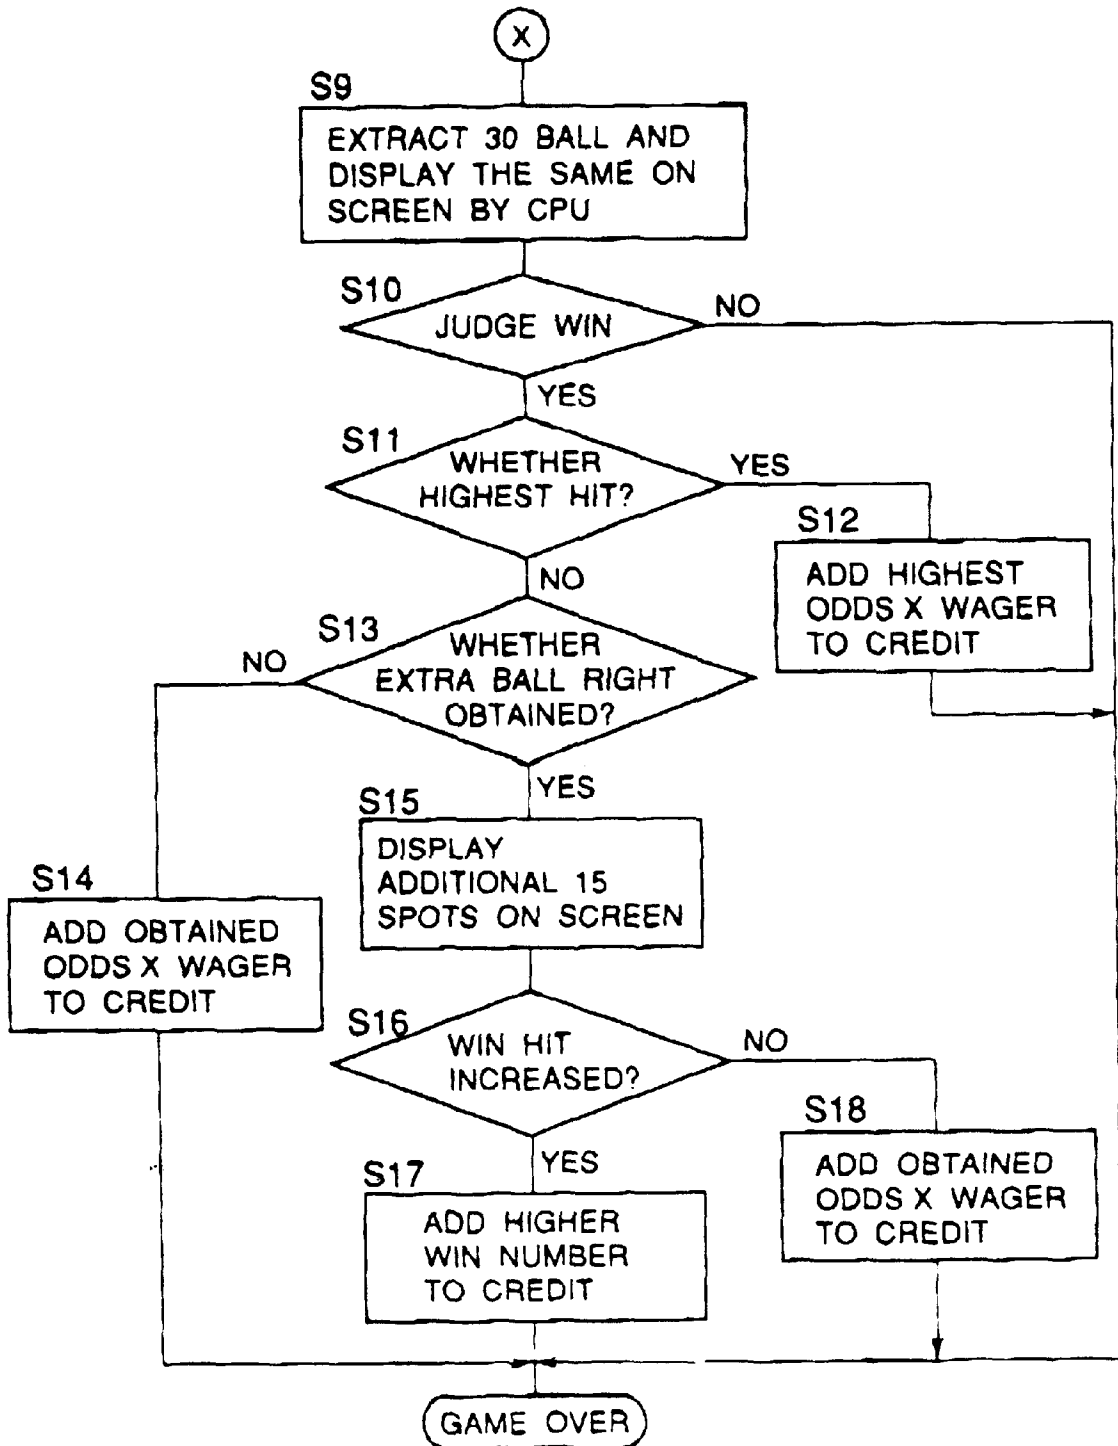 X
S9
EXTRACT 30 BALL AND
DISPLAY THE SAME ON
SCREEN BY CPU
S10
JUDGE WIN
NO
YES
S11
WHETHER
HIGHEST HIT?
YES
S12
ADD HIGHEST
ODDS X WAGER
TO CREDIT
NO
S13
WHETHER
EXTRA BALL RIGHT
OBTAINED?
NO
YES
S15
DISPLAY
ADDITIONAL 15
SPOTS ON SCREEN
S14
ADD OBTAINED
ODDS X WAGER
TO CREDIT
S16
WIN HIT
INCREASED?
NO
YES
S18
ADD OBTAINED
ODDS X WAGER
TO CREDIT
S17
ADD HIGHER
WIN NUMBER
TO CREDIT
GAME OVER